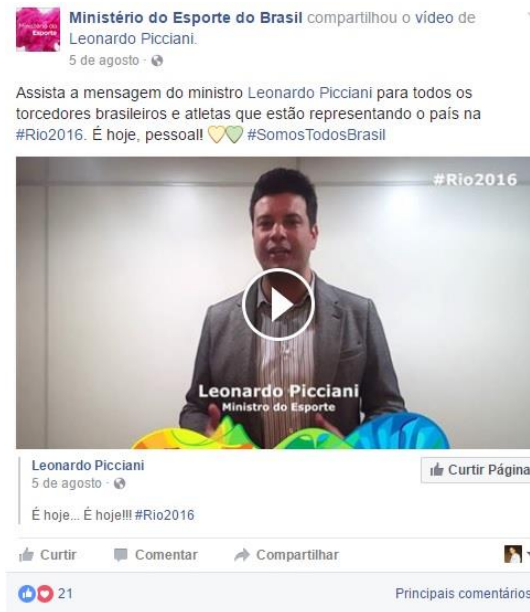 Ministério do Esporte do Brasil compartilhou o vídeo de
Leonardo Picciani.
5 de agosto ·
Assista a mensagem do ministro Leonardo Picciani para todos os
torcedores brasileiros e atletas que estão representando o país na
#Rio2016. É hoje, pessoal! #SomosTodosBrasil
#Rio2016
Leonardo Picciani
Ministro do Esporte
Leonardo Picciani
5 de agosto ·
Curtir Página
É hoje... É hoje!!! #Rio2016
Curtir Comentar Compartilhar
21
Principais comentários